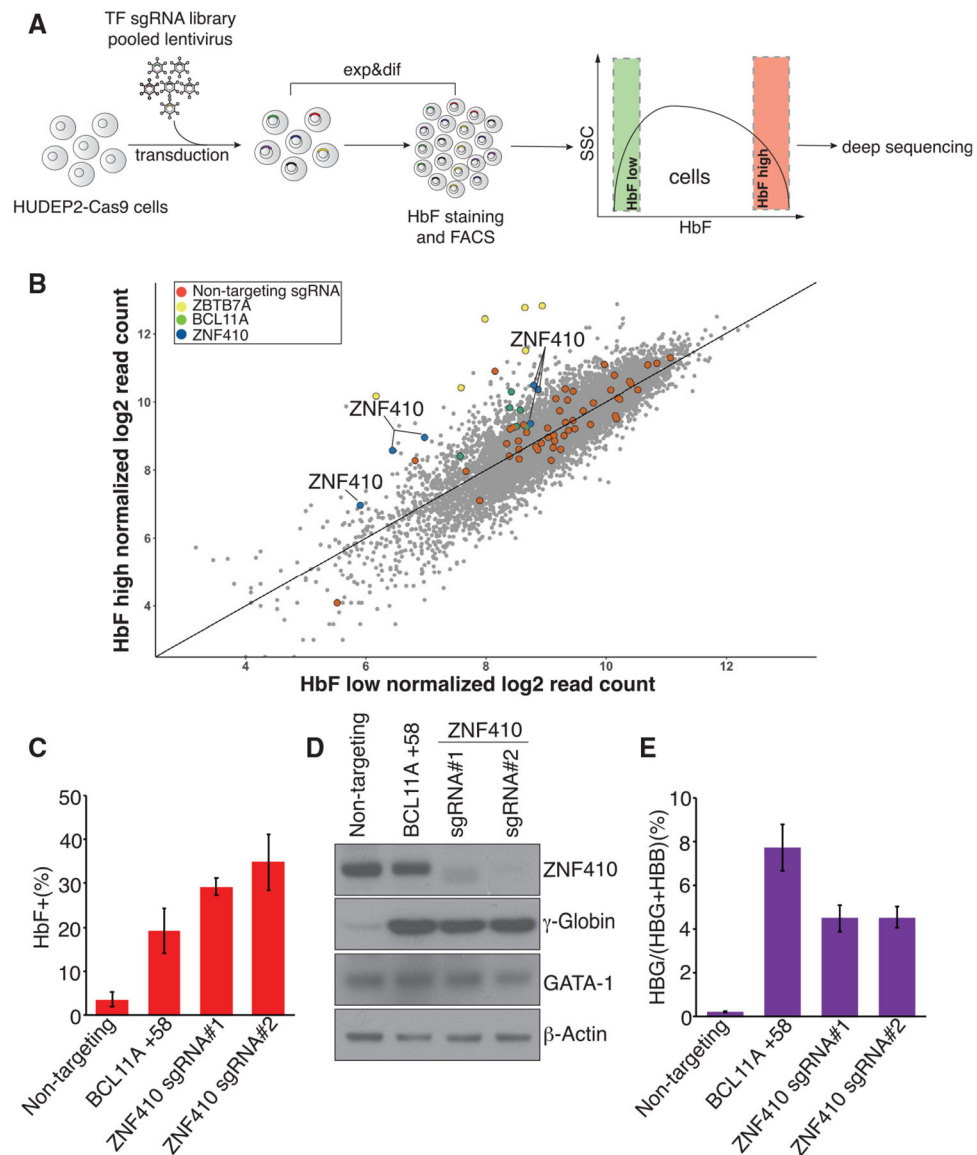 A
TF sgRNA library
pooled lentivirus
transduction
HUDEP2-Cas9 cells
exp&dif
HbF staining
and FACS
SSC
HbF low
cells
HbF high
HbF
deep sequencing
B
Non-targeting sgRNA
ZBTB7A
BCL11A
ZNF410
ZNF410
ZNF410
ZNF410
HbF high normalized log2 read count
12
10
8
6
4
4
6
8
10
12
HbF low normalized log2 read count
C
HbF+(%)
50
40
30
20
10
0
Non-targeting
BCL11A +58
ZNF410 sgRNA#1
ZNF410 sgRNA#2
D
Non-targeting
BCL11A +58
ZNF410
sgRNA#1
sgRNA#2
ZNF410
γ-Globin
GATA-1
β-Actin
E
HBG/(HBG+HBB)(%)
10
8
6
4
2
0
Non-targeting
BCL11A +58
ZNF410 sgRNA#1
ZNF410 sgRNA#2